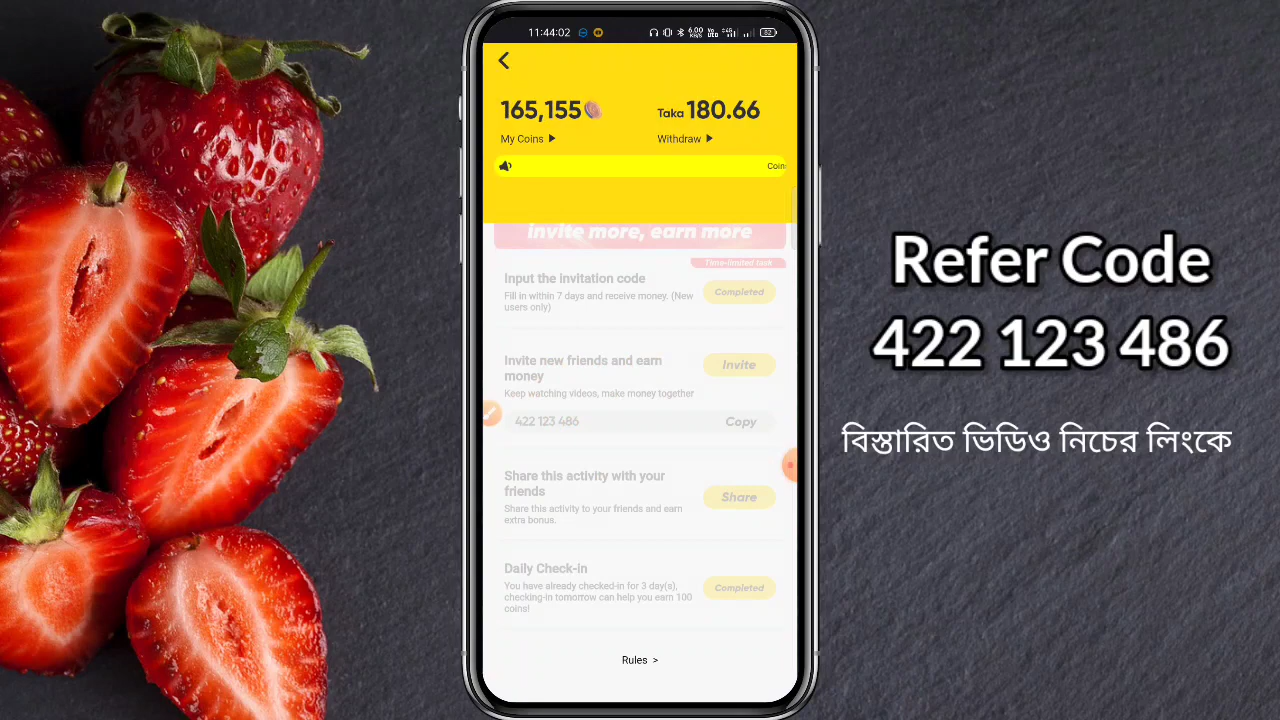 11:44:02
6.00
KB/S
165,155
Taka 180.66
My Coins
Withdraw
Coin
invite more, earn more
Time-limited task
Input the invitation code
Fill in within 7 days and receive money. (New
users only)
Completed
Invite new friends and earn
money
Invite
Keep watching videos, make money together
422 123 486
Copy
Share this activity with your
friends
Share this activity to your friends and earn
extra bonus.
Share
Daily Check-in
You have already checked-in for 3 day(s),
checking-in tomorrow can help you earn 100
coins!
Completed
Rules >
Refer Code
422 123 486
বিস্তারিত ভিডিও নিচের লিংকে